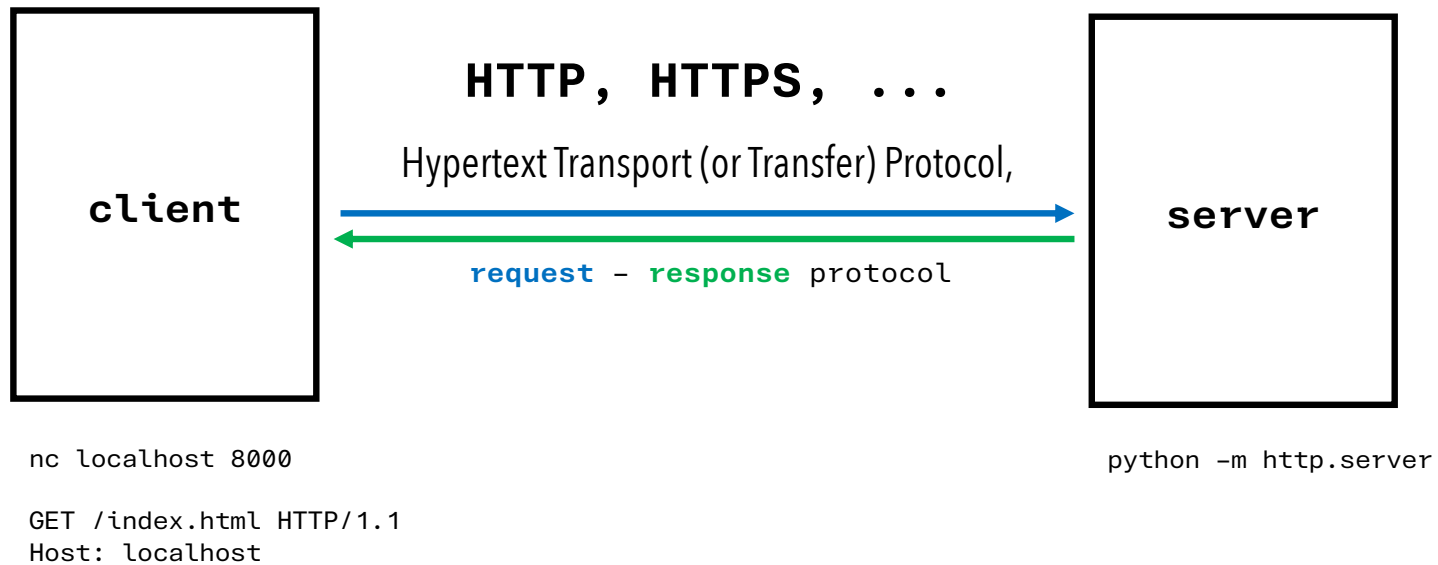 HTTP, HTTPS, ...
Hypertext Transport (or Transfer) Protocol,
client
server
request – response protocol
nc localhost 8000
python –m http.server
GET /index.html HTTP/1.1
Host: localhost